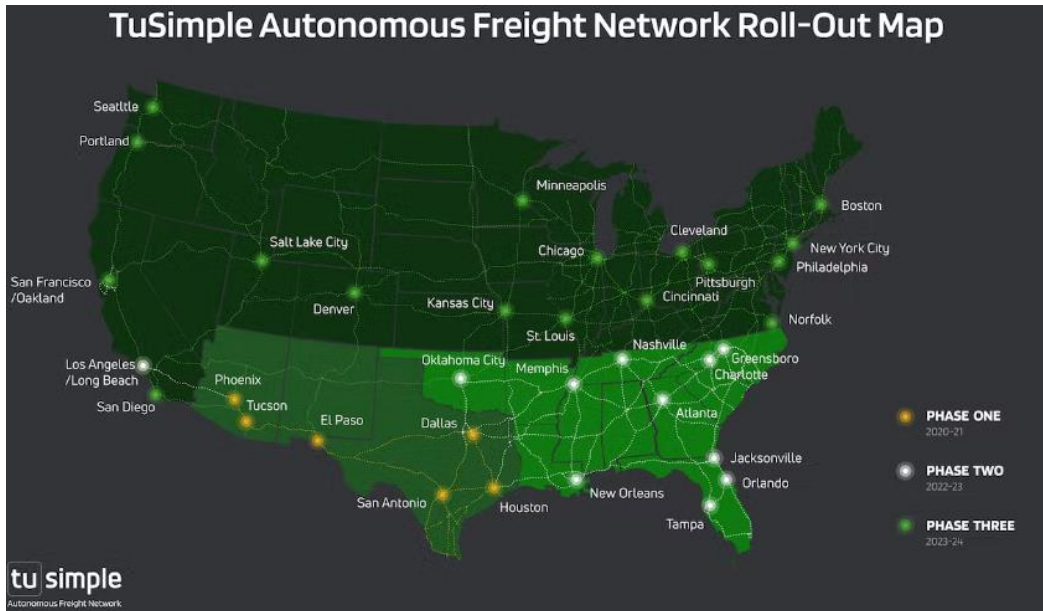 TuSimple Autonomous Freight Network Roll-Out Map
Seatltle
Portland
Minneapolis
Boston
Cleveland
Salt Lake City
Chicago
New York City
Philadelphia
San Francisco
/Oakland
Pittsburgh
Denver
Kansas City
Cincinnati
St. Louis
Norfolk
Nashville
Los Angeles
/Long Beach
Oklahoma City
Memphis
Greensboro
Charlotte
Phoenix
San Diego
Tucson
El Paso
Dallas
Atlanta
PHASE ONE
2020-21
Jacksonville
PHASE TWO
2022-23
San Antonio
Houston
New Orleans
Orlando
Tampa
PHASE THREE
2023-24
tu simple
Autonomous Freight Network